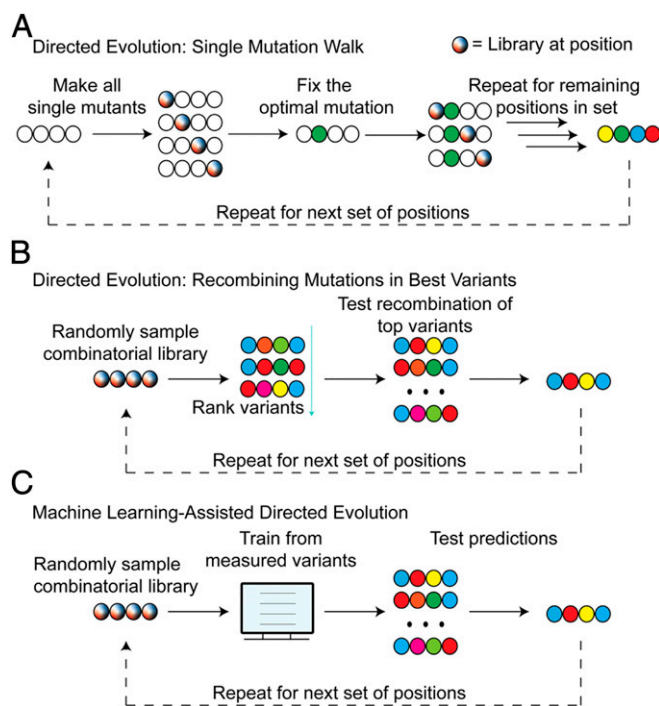 A
Directed Evolution: Single Mutation Walk
= Library at position
Make all
single mutants
Fix the
optimal mutation
Repeat for remaining
positions in set
Repeat for next set of positions
B
Directed Evolution: Recombining Mutations in Best Variants
Randomly sample
combinatorial library
Rank variants
Test recombination of
top variants
Repeat for next set of positions
C
Machine Learning-Assisted Directed Evolution
Randomly sample
combinatorial library
Train from
measured variants
Test predictions
Repeat for next set of positions